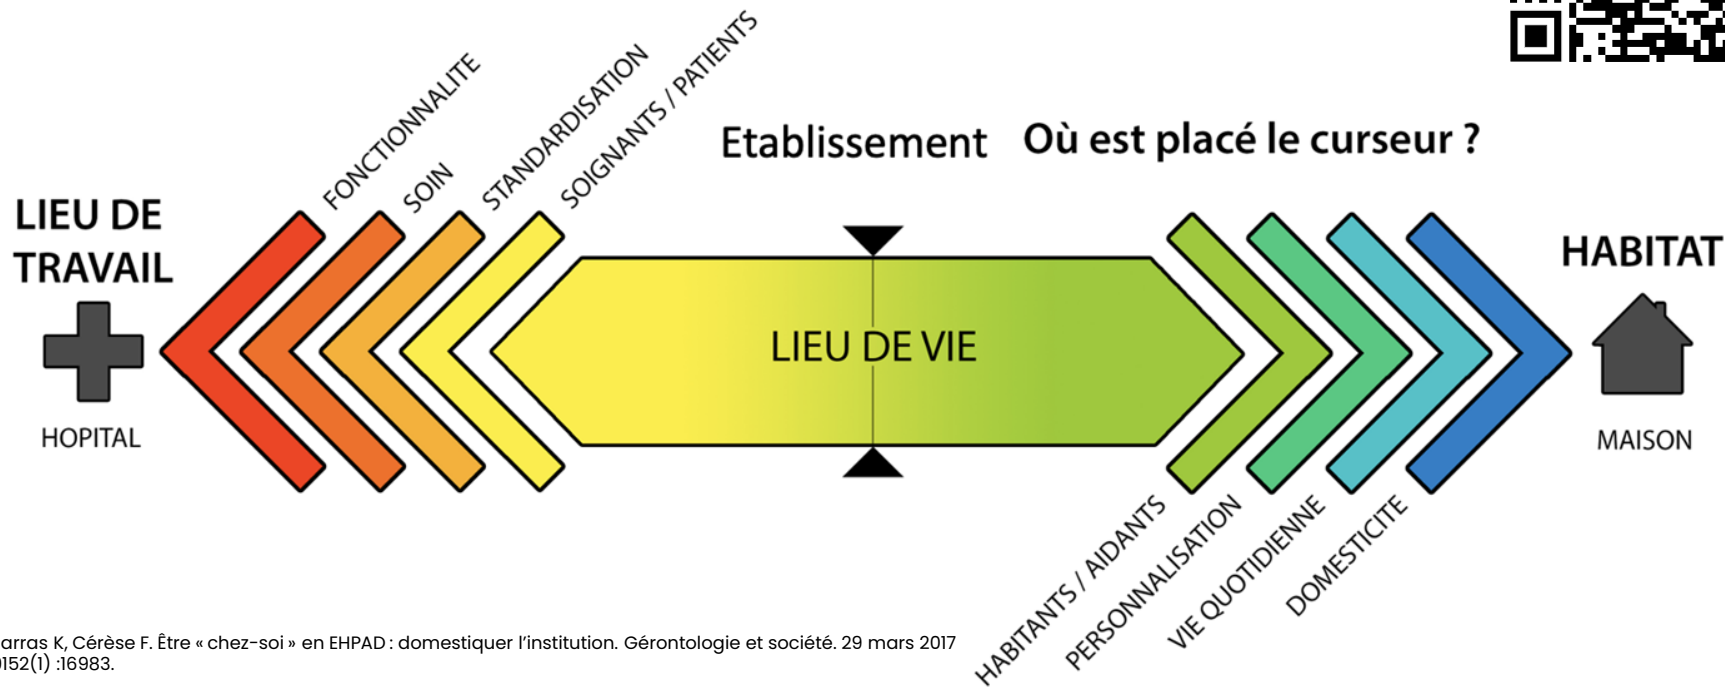 FONCTIONNALITE
SOIN
STANDARDISATION
SOIGNANTS / PATIENTS
Etablissement
Où est placé le curseur ?
LIEU DE
TRAVAIL
HOPITAL
LIEU DE VIE
HABITAT
MAISON
HABITANTS / AIDANTS
PERSONNALISATION
VIE QUOTIDIENNE
DOMESTICITE
arras K, Cérèse F. Être « chez-soi » en EHPAD : domestiquer l’institution. Gérontologie et société. 29 mars 2017
152(1) :16983.